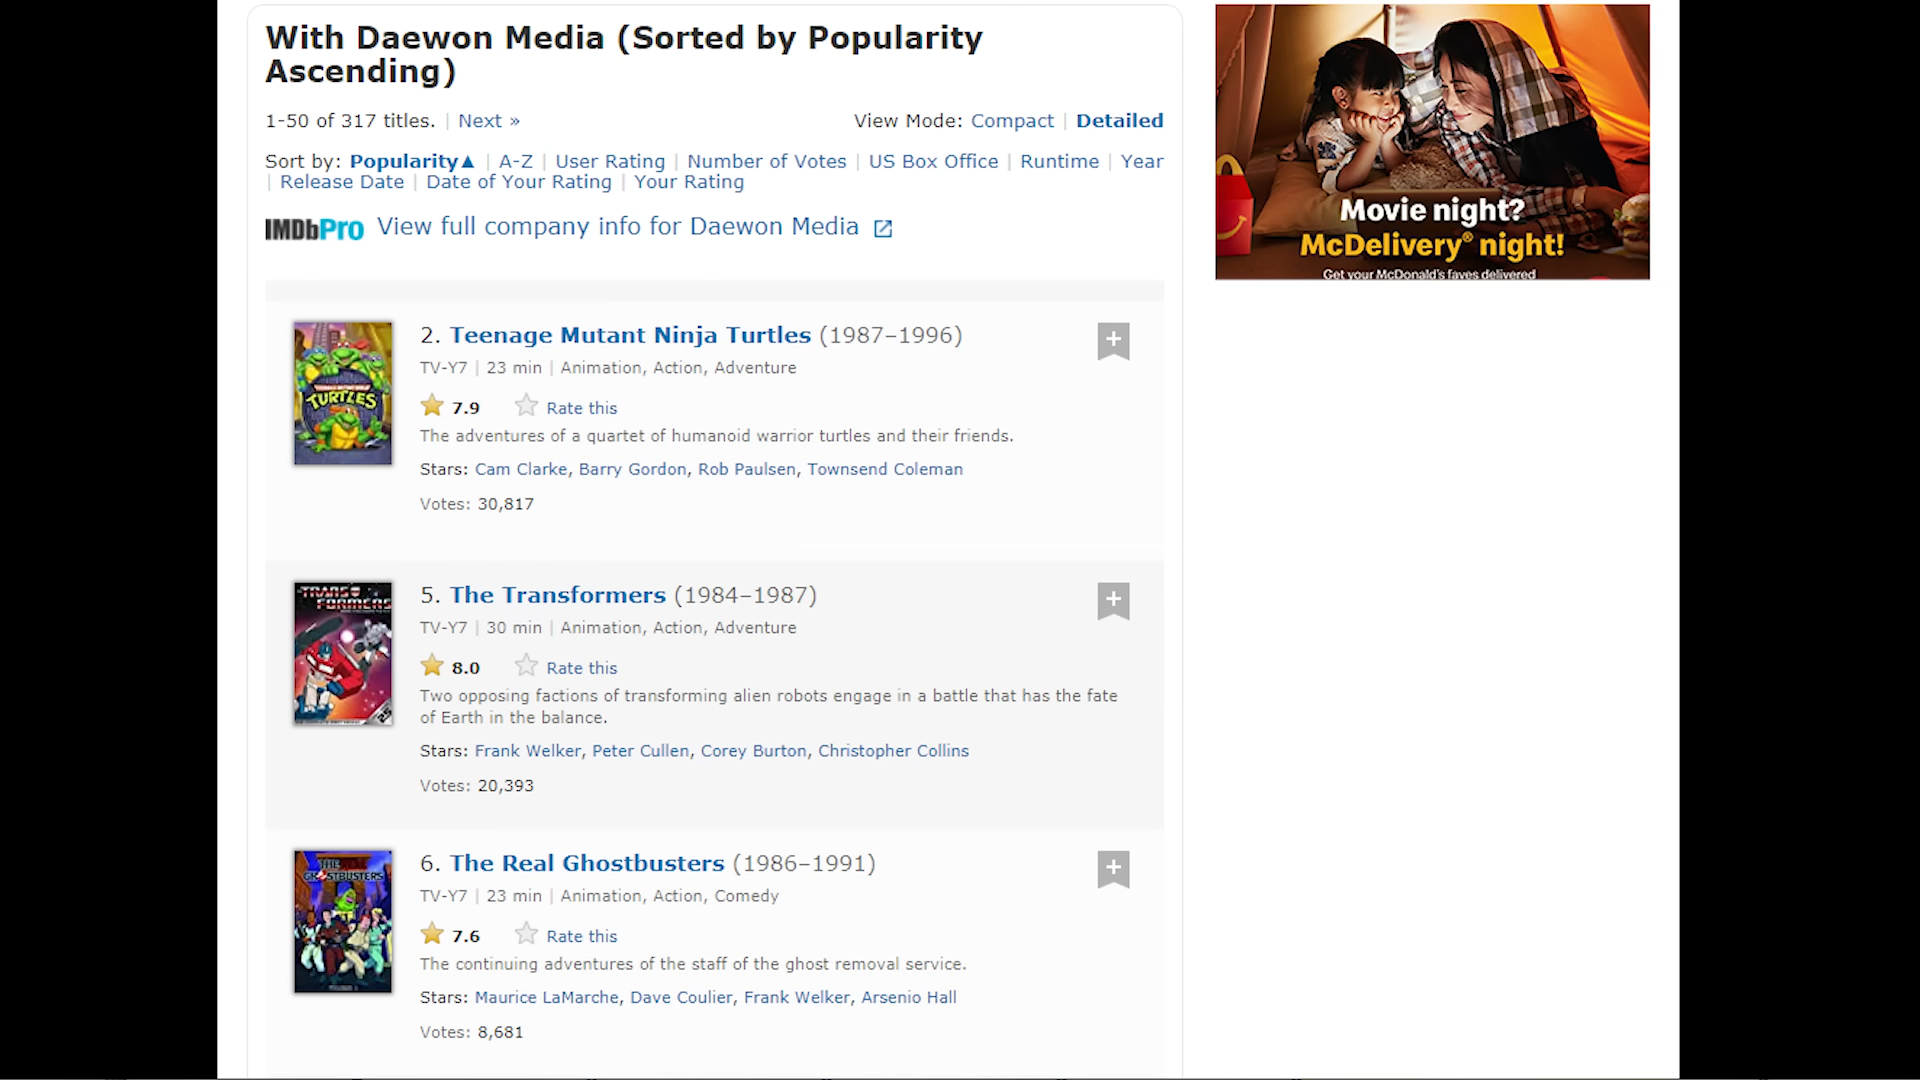 With Daewon Media (Sorted by Popularity
Ascending)
1-50 of 317 titles. | Next »
View Mode: Compact | Detailed
Sort by: Popularity▲ | A-Z | User Rating | Number of Votes | US Box Office | Runtime | Year
| Release Date | Date of Your Rating | Your Rating
IMDbPro View full company info for Daewon Media
2. Teenage Mutant Ninja Turtles (1987–1996)
TV-Y7 | 23 min | Animation, Action, Adventure
7.9 Rate this
The adventures of a quartet of humanoid warrior turtles and their friends.
Stars: Cam Clarke, Barry Gordon, Rob Paulsen, Townsend Coleman
Votes: 30,817
TURTLES
5. The Transformers (1984–1987)
TV-Y7 | 30 min | Animation, Action, Adventure
8.0 Rate this
Two opposing factions of transforming alien robots engage in a battle that has the fate
of Earth in the balance.
Stars: Frank Welker, Peter Cullen, Corey Burton, Christopher Collins
Votes: 20,393
TRANS
FORMERS
25
6. The Real Ghostbusters (1986–1991)
TV-Y7 | 23 min | Animation, Action, Comedy
7.6 Rate this
The continuing adventures of the staff of the ghost removal service.
Stars: Maurice LaMarche, Dave Coulier, Frank Welker, Arsenio Hall
Votes: 8,681
THE REAL
GHOSTBUSTERS
Movie night?
McDelivery® night!
Get your McDonald's faves delivered